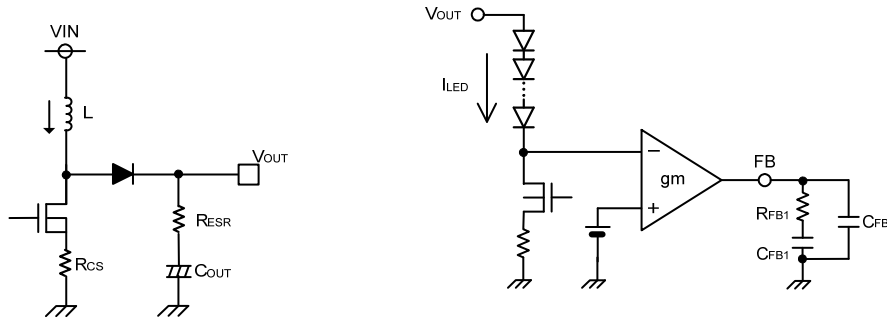 VIN
L
VOUT
RESR
RCS
COUT
VOUT
ILED
−
gm
+
FB
RFB1
CFB1
CFB